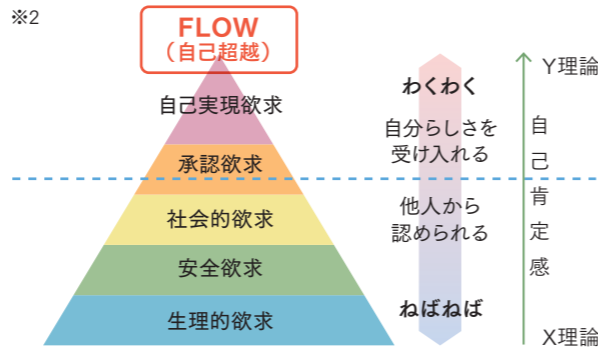 ※2
FLOW
（自己超越）
自己実現欲求
承認欲求
社会的欲求
安全欲求
生理的欲求
わくわく
自分らしさを
受け入れる
他人から
認められる
ねばねば
Y理論
自己肯定感
X理論